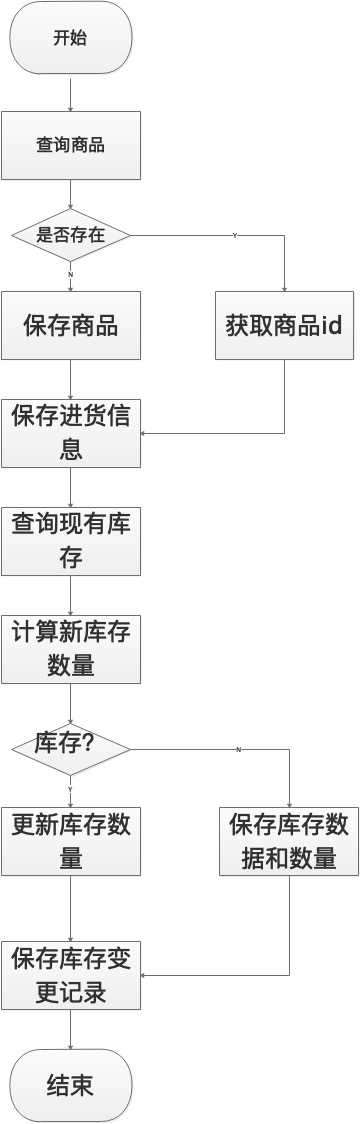 开始
查询商品
是否存在
Y
N
保存商品
获取商品id
保存进货信
息
查询现有库
存
计算新库存
数量
库存?
N
Y
更新库存数
量
保存库存数
据和数量
保存库存变
更记录
结束